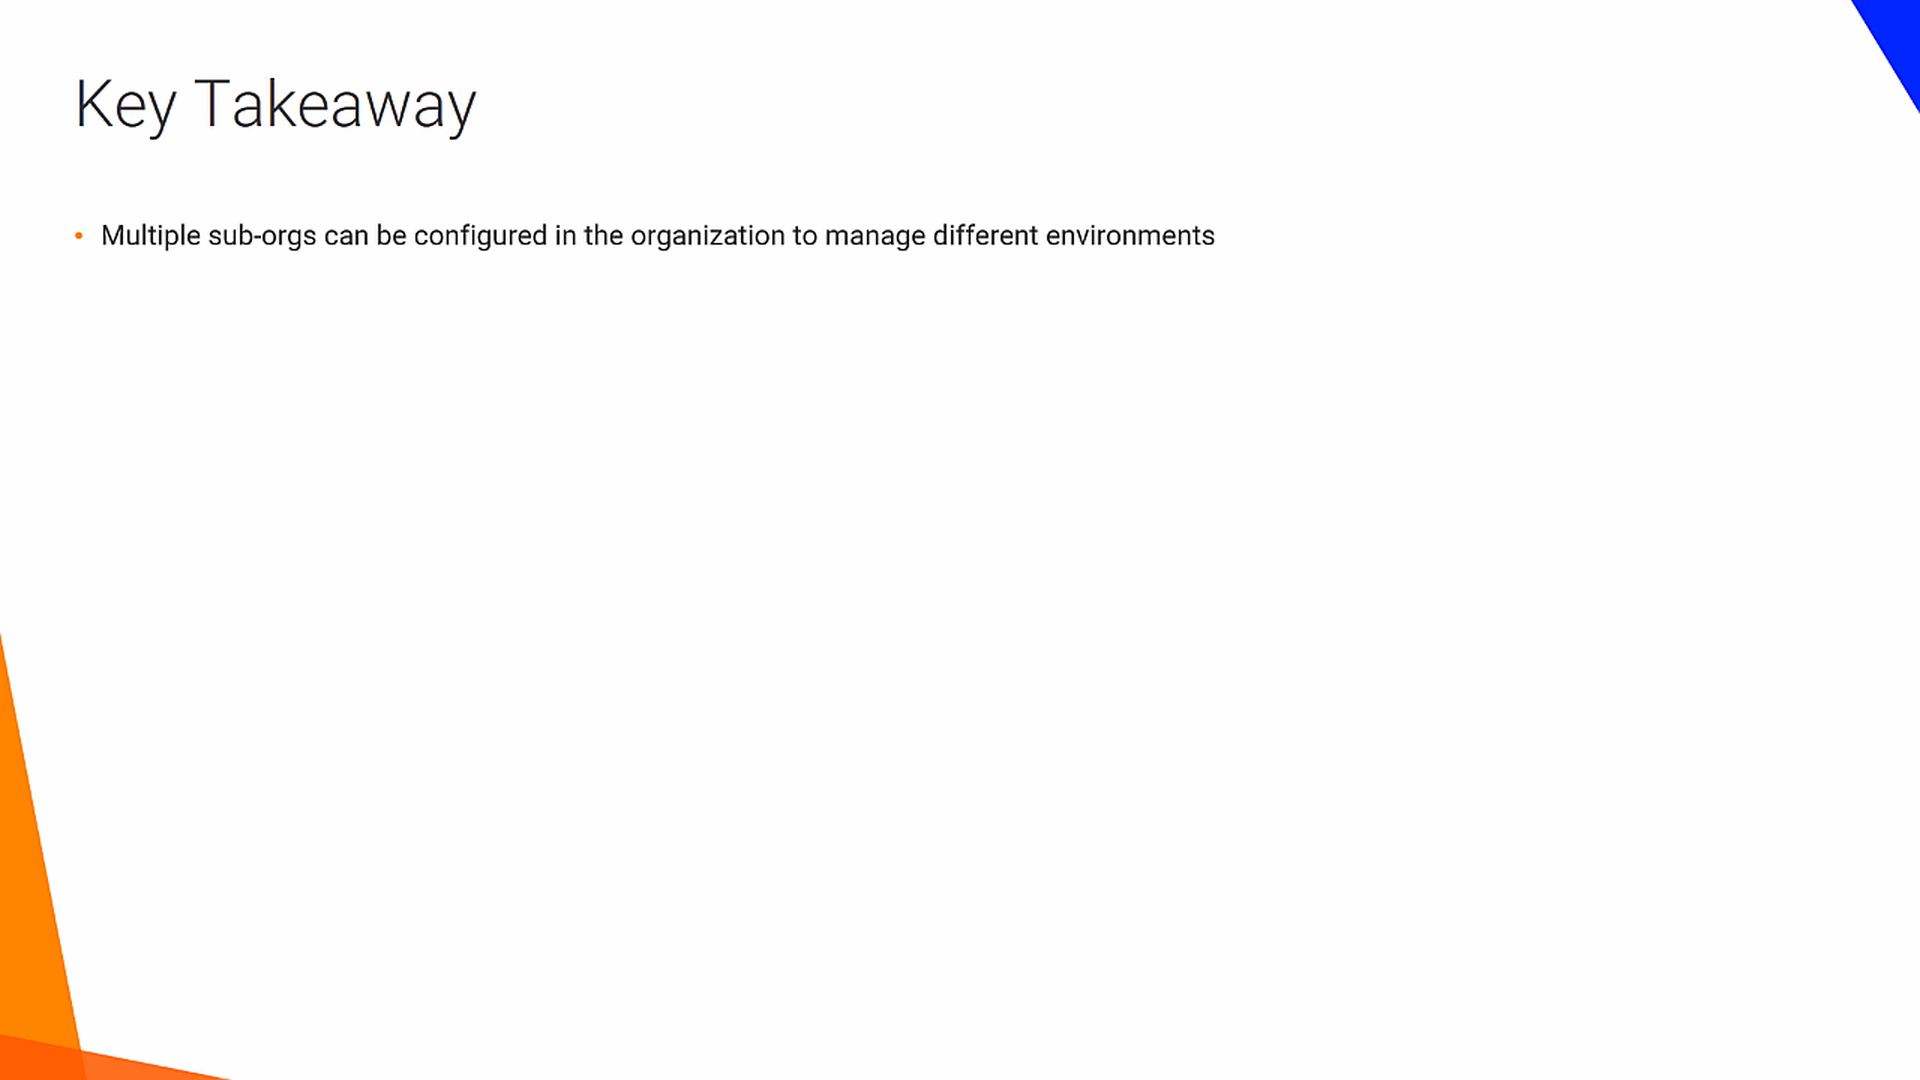 Key Takeaway
• Multiple sub-orgs can be configured in the organization to manage different environments